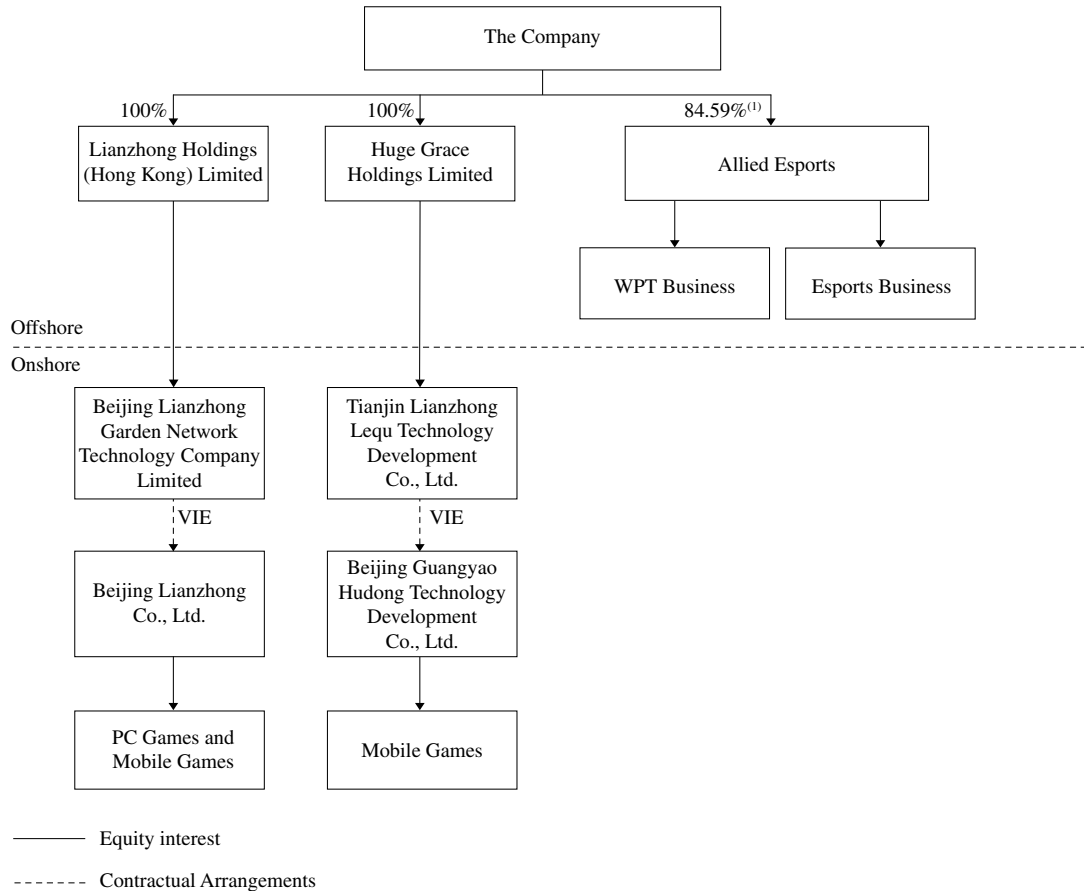 The Company
100%
100%
84.59%(1)
Lianzhong Holdings
(Hong Kong) Limited
Huge Grace
Holdings Limited
Allied Esports
WPT Business
Esports Business
Offshore
Onshore
Beijing Lianzhong
Garden Network
Technology Company
Limited
Tianjin Lianzhong
Lequ Technology
Development
Co., Ltd.
VIE
VIE
Beijing Lianzhong
Co., Ltd.
Beijing Guangyao
Hudong Technology
Development
Co., Ltd.
PC Games and
Mobile Games
Mobile Games
Equity interest
Contractual Arrangements